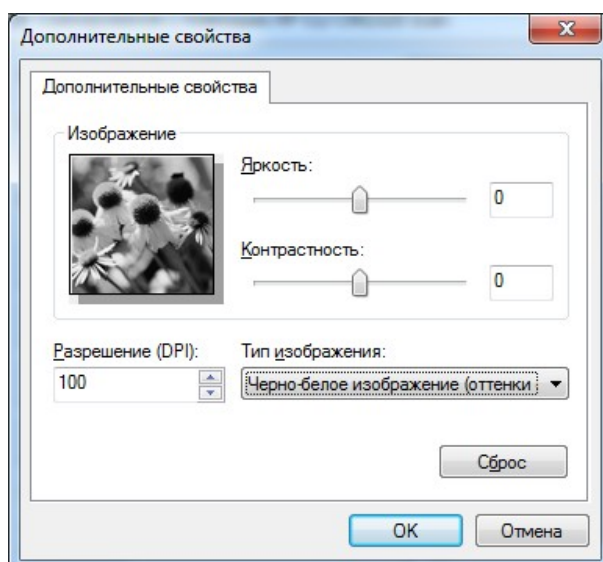 Дополнительные свойства
Дополнительные свойства
Изображение
Яркость:
0
Контрастность:
0
Разрешение (DPI):
Тип изображения:
100
Черно-белое изображение (оттенки
Сброс
OK
Отмена